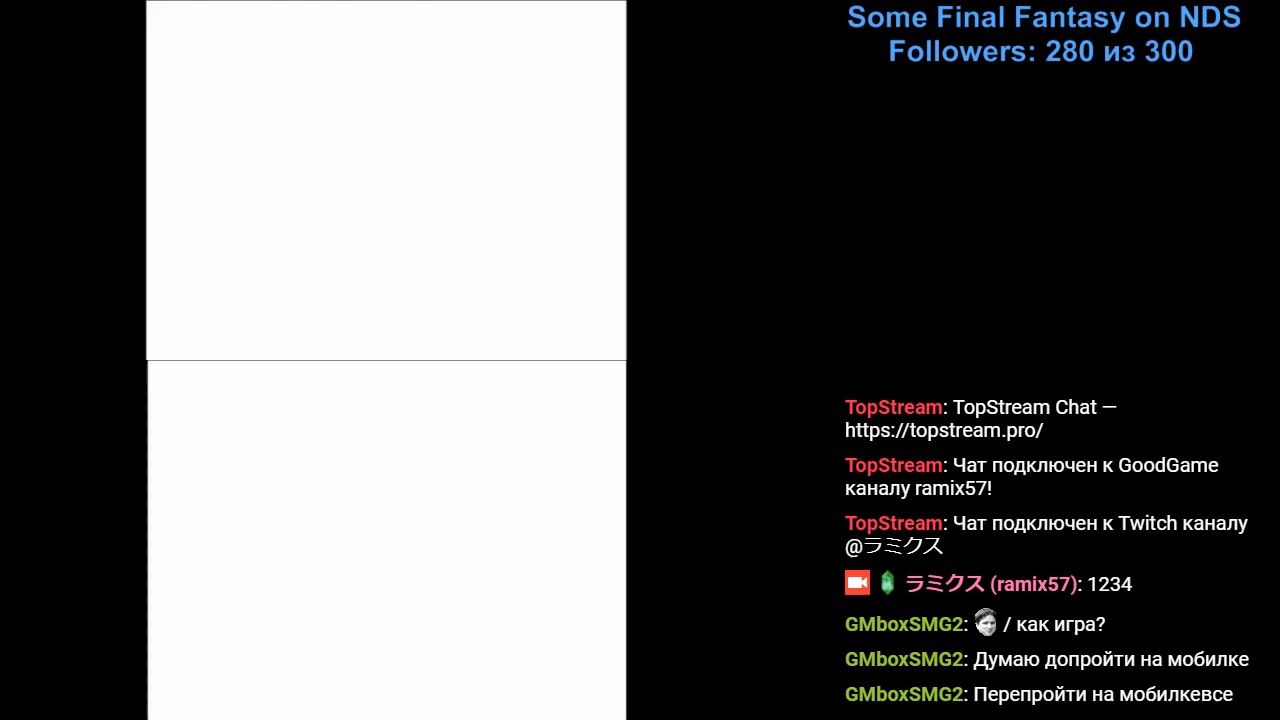 Some Final Fantasy on NDS
Followers: 280 из 300
TopStream: TopStream Chat —
https://topstream.pro/
TopStream: Чат подключен к GoodGame
каналу ramix57!
TopStream: Чат подключен к Twitch каналу
@ラミクス
ラミクス (ramix57): 1234
GMboxSMG2: / как игра?
GMboxSMG2: Думаю допройти на мобилке
GMboxSMG2: Перепройти на мобилкевсе